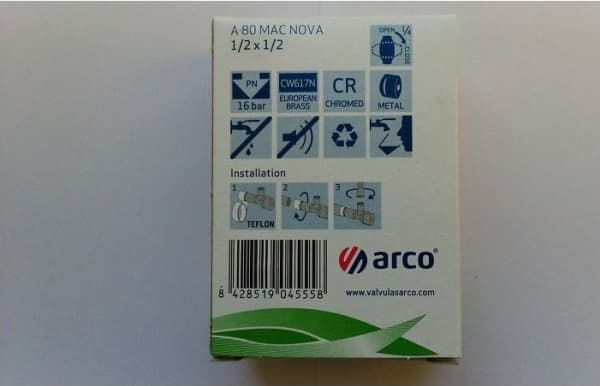 A-80 MAC NOVA
1/2 x 1/2
OPEN 1/4 CLOSE
PN
16 bar
CW617N
EUROPEAN
BRASS
CR
CHROMED
METAL
Installation
1 2 3
TEFLON
arco®
www.valvulasarco.com
8 428519 045558